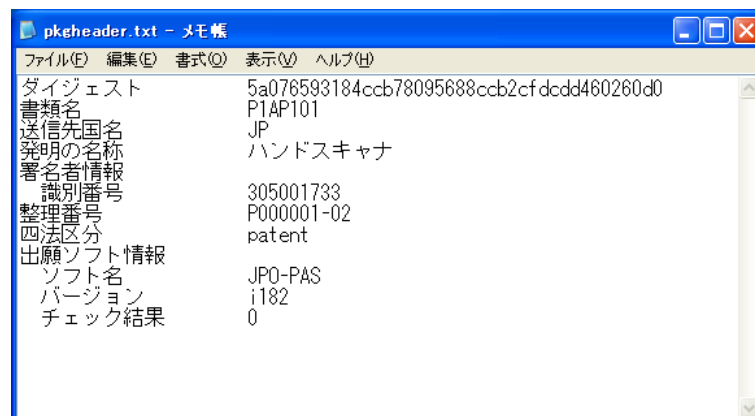 pkgheader.txt - メモ帳
ファイル(F) 編集(E) 書式(O) 表示(V) ヘルプ(H)
ダイジェスト 5a076593184ccb78095688ccb2cfdcdd460260d0
書類名 P1AP101
送信先国名 JP
発明の名称 ハンドスキャナ
署名者情報
識別番号 305001733
整理番号 P000001-02
四法区分 patent
出願ソフト情報
ソフト名 JPO-PAS
バージョン i182
チェック結果 0